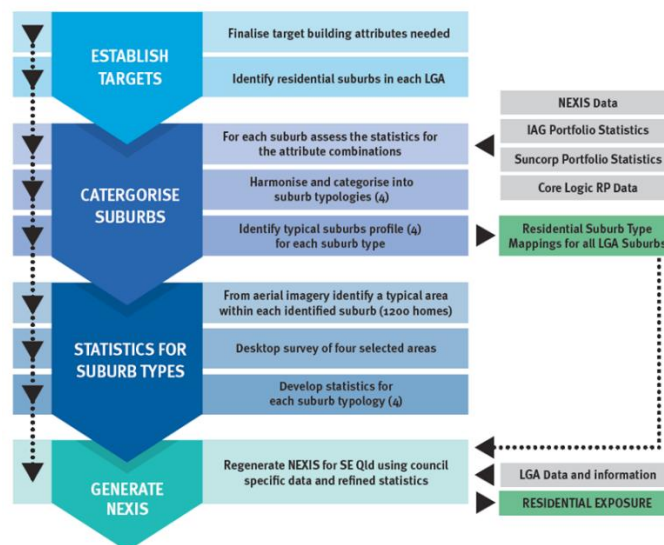 ESTABLISH
TARGETS
Finalise target building attributes needed
Identify residential suburbs in each LGA
CATERGORISE
SUBURBS
For each suburb assess the statistics for
the attribute combinations
Harmonise and categorise into
suburb typologies (4)
Identify typical suburbs profile (4)
for each suburb type
NEXIS Data
IAG Portfolio Statistics
Suncorp Portfolio Statistics
Core Logic RP Data
Residential Suburb Type
Mappings for all LGA Suburbs
STATISTICS FOR
SUBURB TYPES
From aerial imagery identify a typical area
within each identified suburb (1200 homes)
Desktop survey of four selected areas
Develop statistics for
each suburb typology (4)
GENERATE
NEXIS
Regenerate NEXIS for SE Qld using council
specific data and refined statistics
LGA Data and information
RESIDENTIAL EXPOSURE